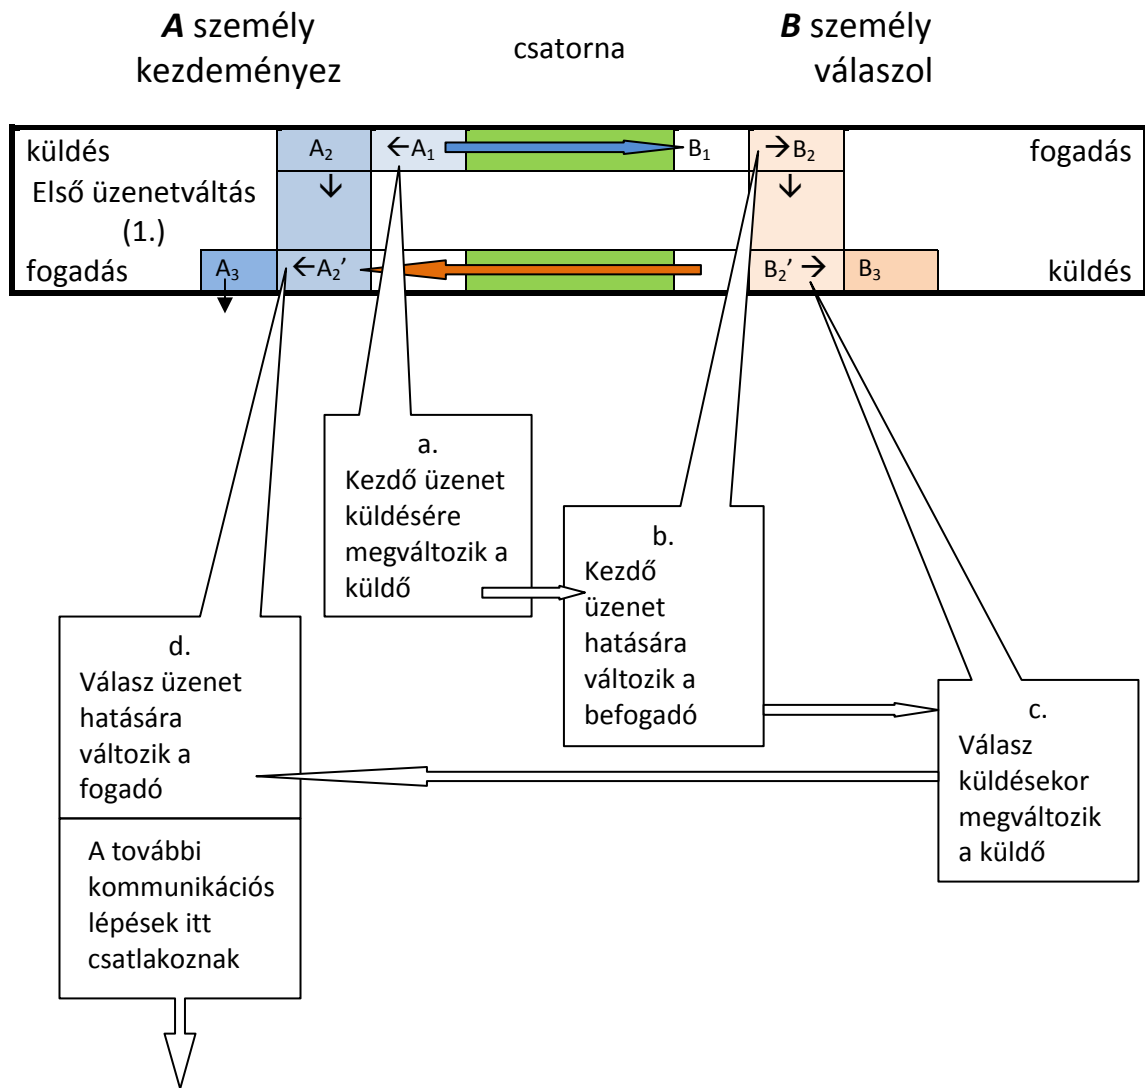 A személy
kezdeményez
csatorna
B személy
válaszol
küldés
A₂
←A₁
B₁
→B₂
fogadás
↓
↓
Első üzenetváltás
(1.)
fogadás
A₃
←A₂’
B₂’ →
B₃
küldés
a.
Kezdő üzenet
küldésére
megváltozik a
küldő
b.
Kezdő
üzenet
hatására
változik a
befogadó
c.
Válasz
küldésekor
megváltozik
a küldő
d.
Válasz üzenet
hatására
változik a
fogadó
A további
kommunikációs
lépések itt
csatlakoznak